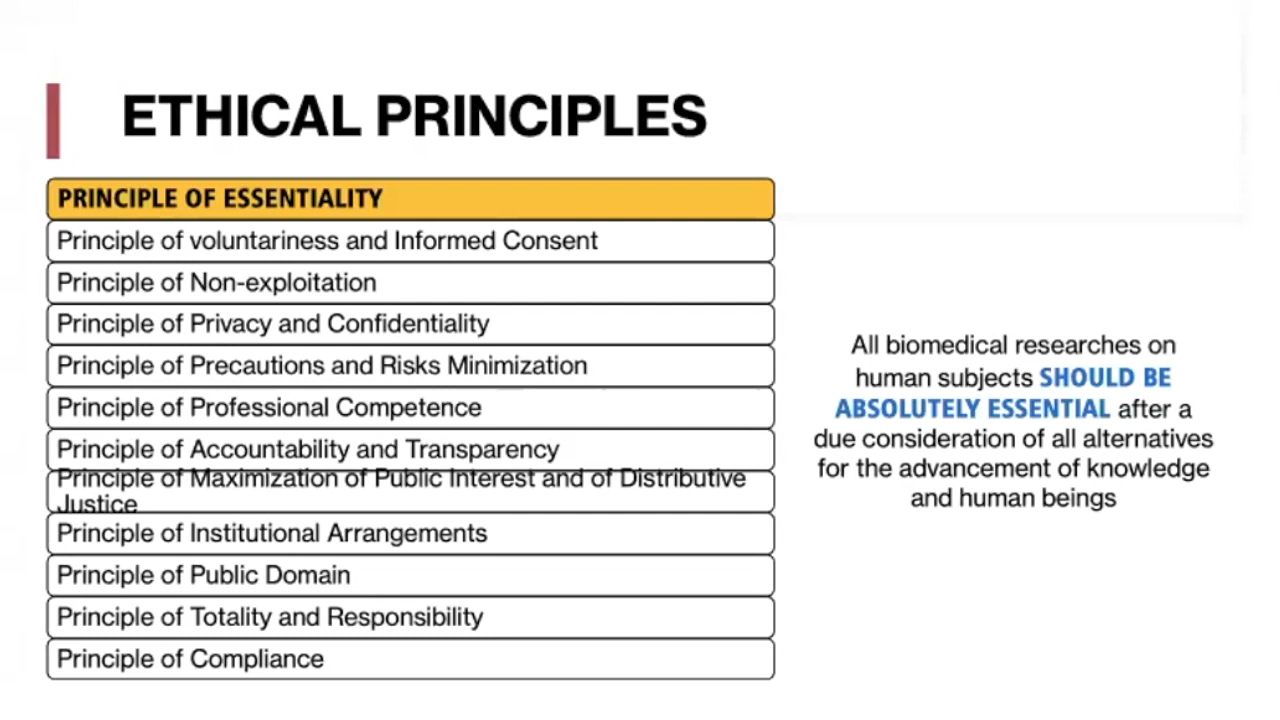 ETHICAL PRINCIPLES
PRINCIPLE OF ESSENTIALITY
Principle of voluntariness and Informed Consent
Principle of Non-exploitation
Principle of Privacy and Confidentiality
Principle of Precautions and Risks Minimization
Principle of Professional Competence
Principle of Accountability and Transparency
Principle of Maximization of Public Interest and of Distributive
Justice
Principle of Institutional Arrangements
Principle of Public Domain
Principle of Totality and Responsibility
Principle of Compliance
All biomedical researches on
human subjects SHOULD BE
ABSOLUTELY ESSENTIAL after a
due consideration of all alternatives
for the advancement of knowledge
and human beings